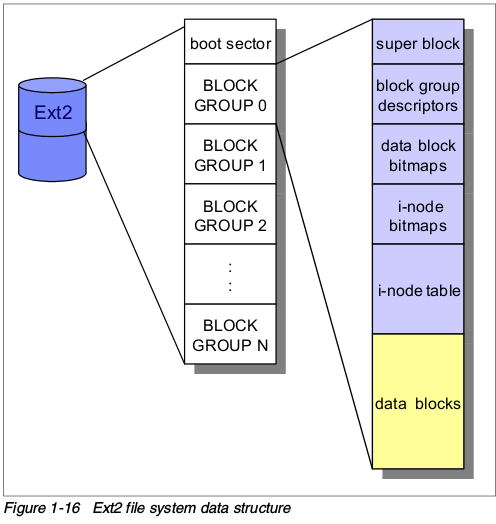 Ext2
boot sector
BLOCK
GROUP 0
BLOCK
GROUP 1
BLOCK
GROUP 2
:
:
BLOCK
GROUP N
super block
block group
descriptors
data block
bitmaps
i-node
bitmaps
i-node table
data blocks
Figure 1-16 Ext2 file system data structure